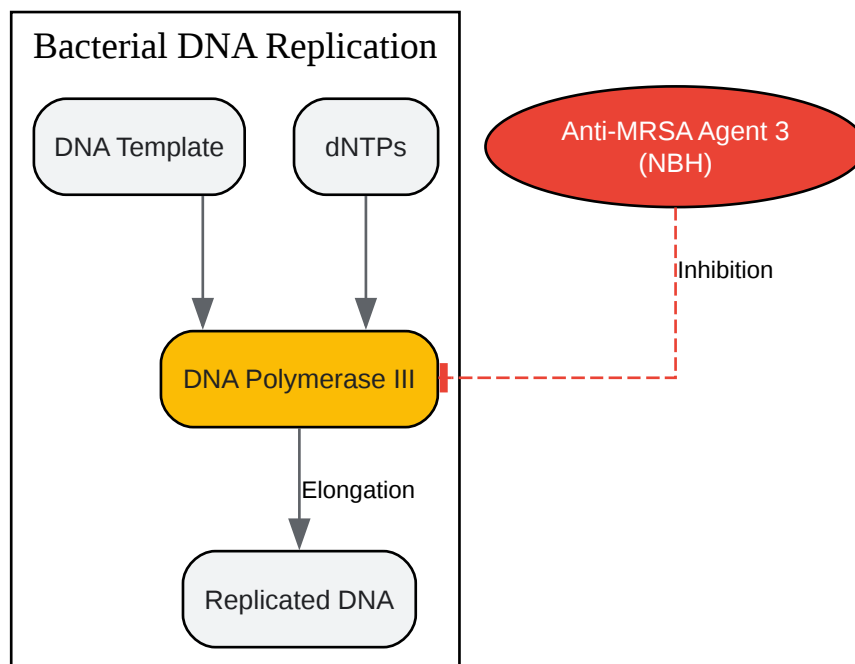 Bacterial DNA Replication
DNA Template
dNTPs
Anti-MRSA Agent 3
(NBH)
Inhibition
DNA Polymerase III
Elongation
Replicated DNA